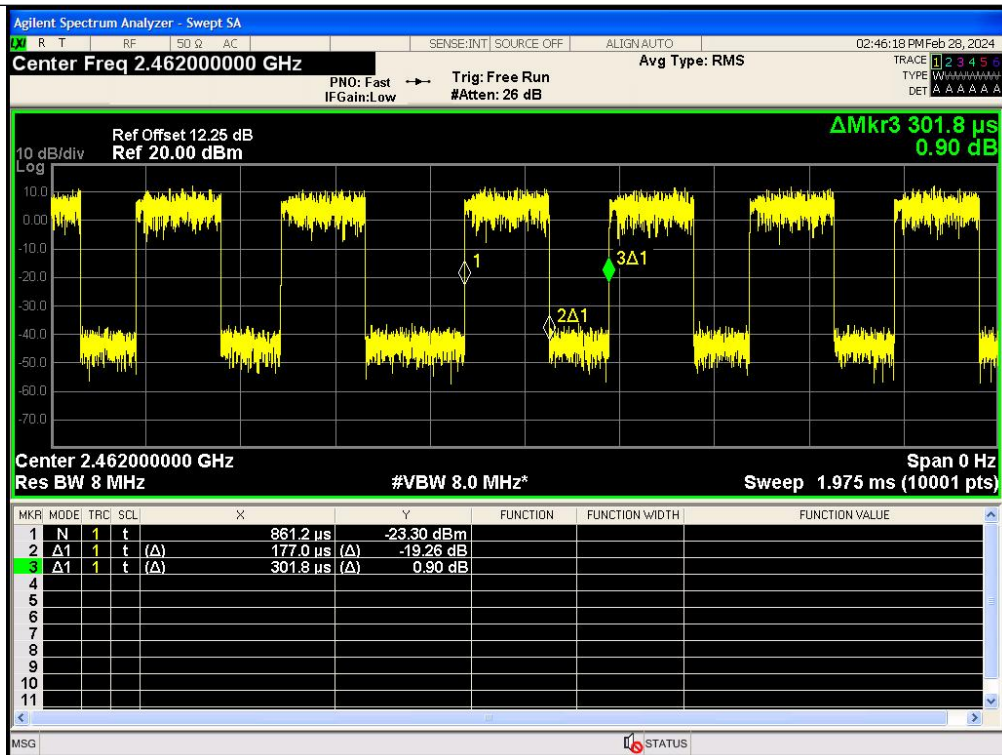 Agilent Spectrum Analyzer - Swept SA
LXI R T RF 50 Ω AC SENSE:INT SOURCE OFF ALIGN AUTO 02:46:18 PM Feb 28, 2024
Center Freq 2.462000000 GHz Avg Type: RMS TRACE 1 2 3 4 5 6
PNO: Fast Trig: Free Run TYPE WWWWWW
IFGain:Low #Atten: 26 dB DET A A A A A A
ΔMkr3 301.8 µs
Ref Offset 12.25 dB
10 dB/div Ref 20.00 dBm 0.90 dB
Log
10.0
0.00
-10.0
1
3Δ1
-20.0
-30.0
2Δ1
-40.0
-50.0
-60.0
-70.0
Center 2.462000000 GHz Span 0 Hz
Res BW 8 MHz #VBW 8.0 MHz* Sweep 1.975 ms (10001 pts)
MKR MODE TRC SCL X Y FUNCTION FUNCTION WIDTH FUNCTION VALUE
1 N 1 t 861.2 µs -23.30 dBm
2 Δ1 1 t (Δ) 177.0 µs (Δ) -19.26 dB
3 Δ1 1 t (Δ) 301.8 µs (Δ) 0.90 dB
4
5
6
7
8
9
10
11
MSG STATUS